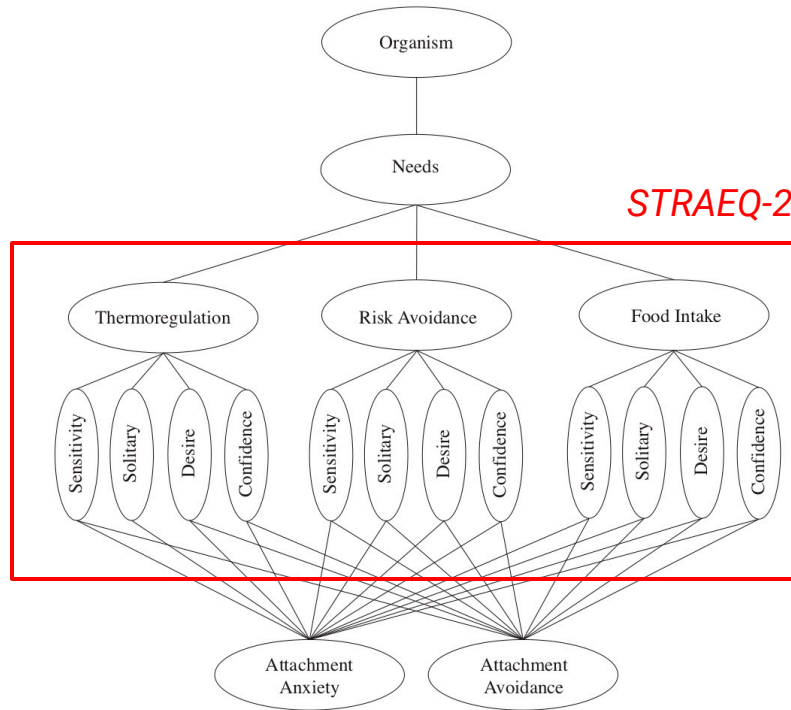 Organism
Needs
STRAEQ-2
Thermoregulation
Risk Avoidance
Food Intake
Sensitivity
Solitary
Desire
Confidence
Sensitivity
Solitary
Desire
Confidence
Sensitivity
Solitary
Desire
Confidence
Attachment
Anxiety
Attachment
Avoidance